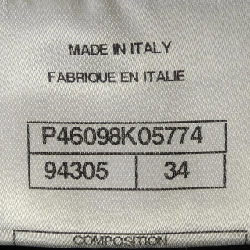 MADE IN ITALY
FABRIQUE EN ITALIE
P46098K05774
94305 34
COMPOSITION